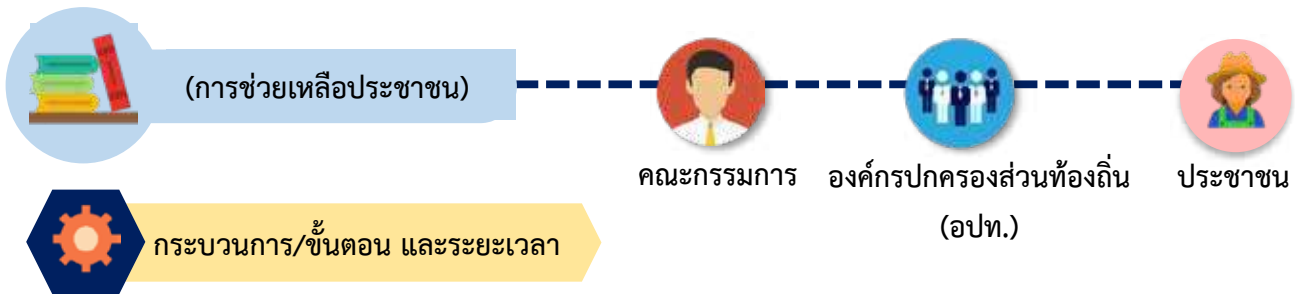 (การช่วยเหลือประชาชน)
คณะกรรมการ
องค์กรปกครองส่วนท้องถิ่น
(อปท.)
ประชาชน
กระบวนการ/ขั้นตอน และระยะเวลา